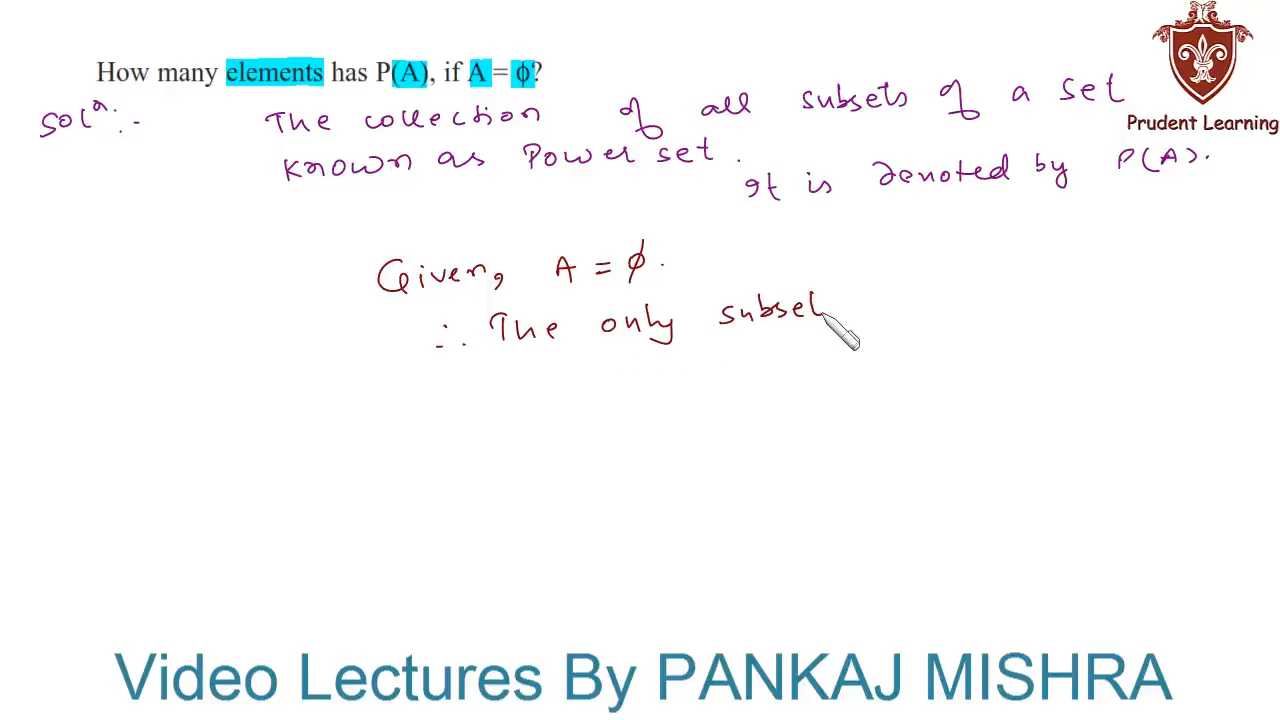 How many elements has P(A), if A = ϕ?
Solⁿ:-
The collection of all subsets of a set
known as Power set.
It is denoted by P(A).
Given, A = ϕ.
∴ The only subset
Prudent Learning
Video Lectures By PANKAJ MISHRA